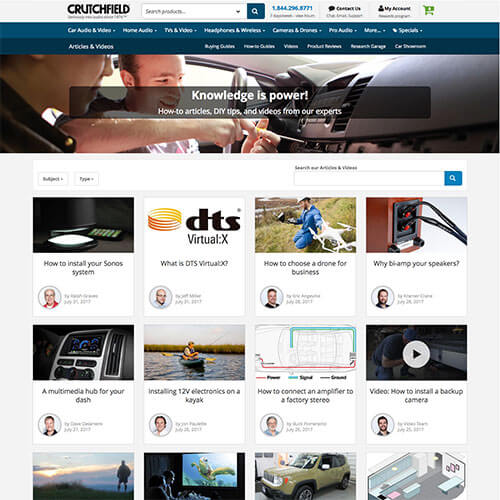 CRUTCHFIELD
Seriously into audio since 1974™
Search products...
1.844.296.8771
Contact Us
Chat, Email, Support
My Account
Rewards program
0
Car Audio & Video
Home Audio
TVs & Video
Headphones & Wireless
Cameras & Drones
Pro Audio
More...
Specials
Articles & Videos
Buying Guides
How-to Guides
Videos
Product Reviews
Research Garage
Car Showroom
Knowledge is power!
How-to articles, DIY tips, and videos from our experts
Subject
Type
Search our Articles & Videos
How to install your Sonos
system
by Ralph Graves
July 31, 2017
dts
Virtual:X
What is DTS Virtual:X?
by Jeff Miller
July 31, 2017
How to choose a drone for
business
by Eric Angevine
July 28, 2017
Why bi-amp your speakers?
by Kramer Crane
July 28, 2017
A multimedia hub for your
dash
by Dave Delamere
July 27, 2017
Installing 12V electronics on a
kayak
by Jon Paulette
July 26, 2017
Power
Signal
Ground
How to connect an amplifier to
a factory stereo
by Buck Pomerantz
July 26, 2017
Video: How to install a backup
camera
by Video Team
July 25, 2017